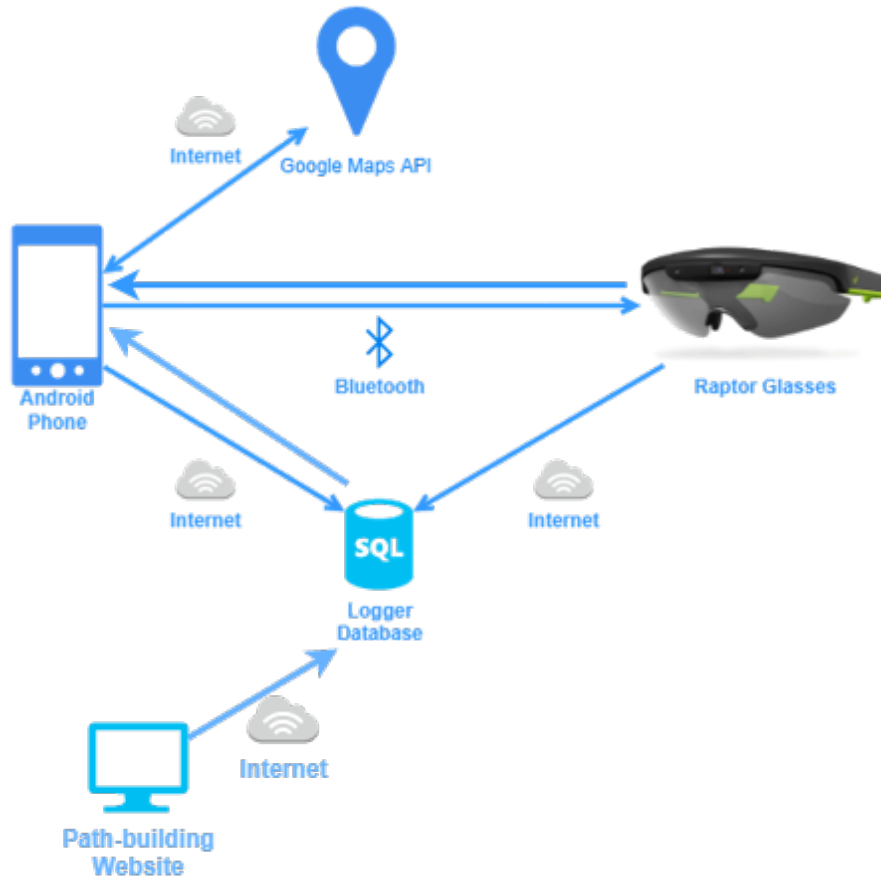 Internet
Google Maps API
Android
Phone
Bluetooth
Raptor Glasses
Internet
Internet
SQL
Logger
Database
Internet
Path-building
Website